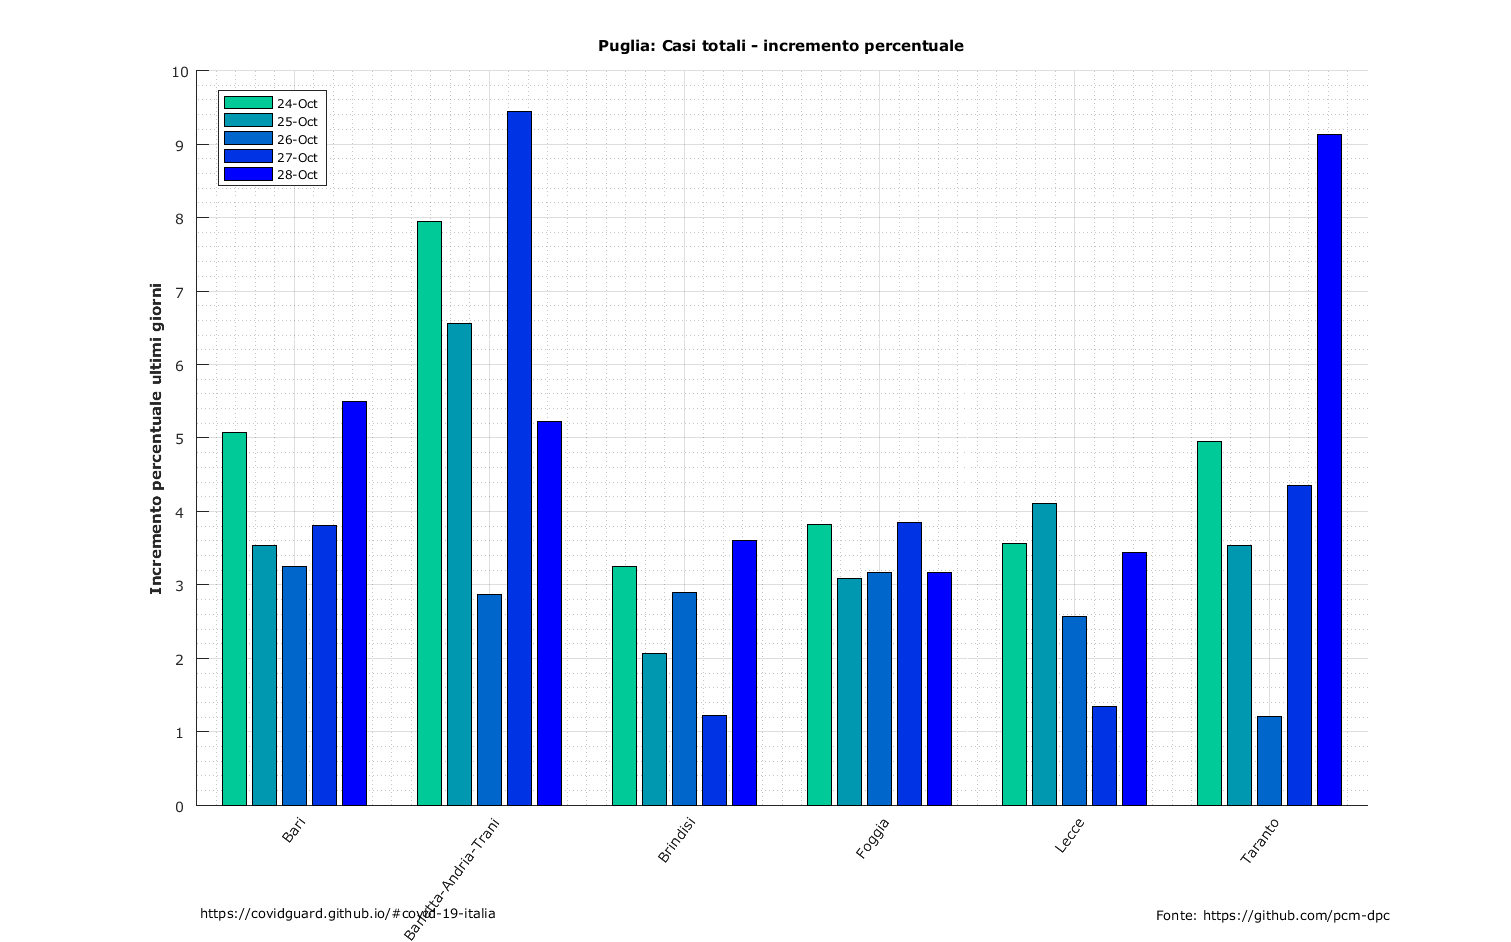 Puglia: Casi totali - incremento percentuale
Incremento percentuale ultimi giorni
10
9
8
7
6
5
4
3
2
1
0
24-Oct
25-Oct
26-Oct
27-Oct
28-Oct
Bari
Barletta-Andria-Trani
Brindisi
Foggia
Lecce
Taranto
https://covidguard.github.io/#covid-19-italia
Fonte: https://github.com/pcm-dpc